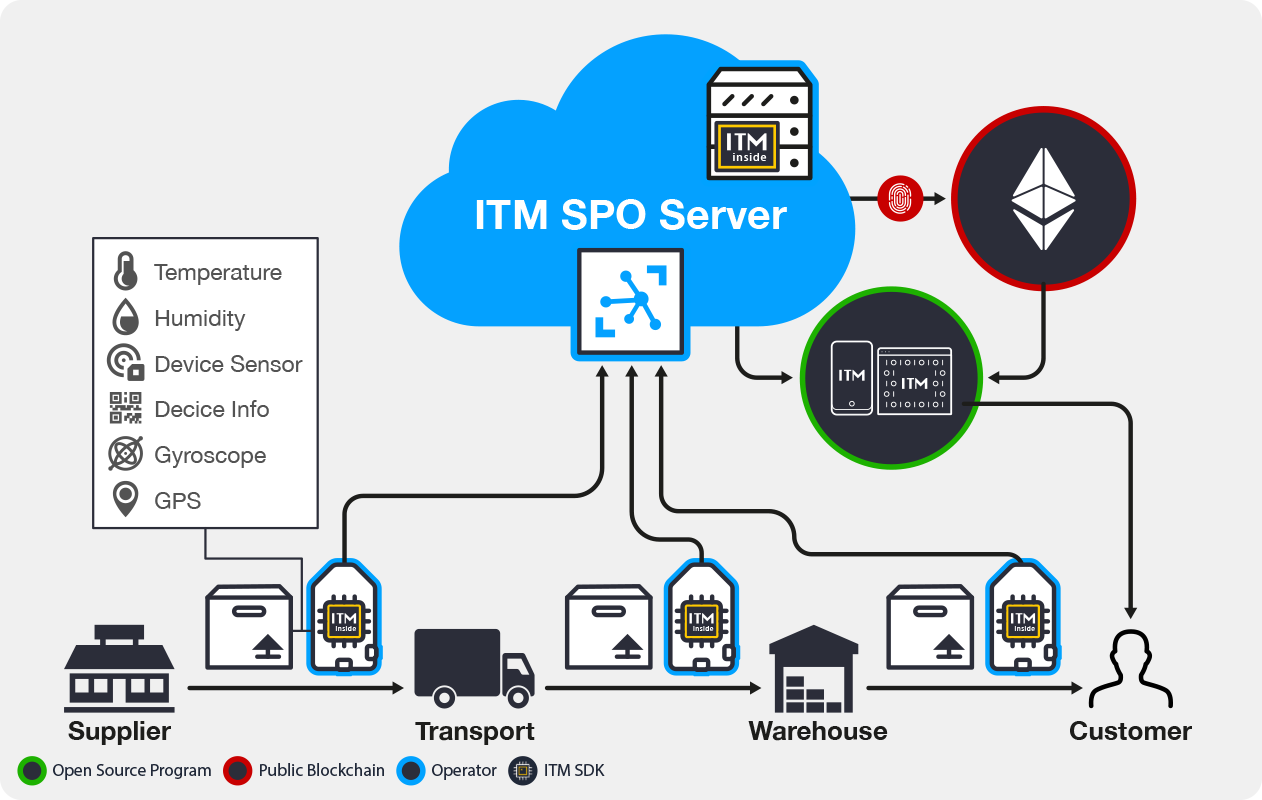 ITM
inside
ITM SPO Server
Temperature
Humidity
Device Sensor
Decice Info
Gyroscope
GPS
ITM
ITM
ITM
inside
ITM
inside
ITM
inside
Supplier
Transport
Warehouse
Customer
Open Source Program
Public Blockchain
Operator
ITM SDK